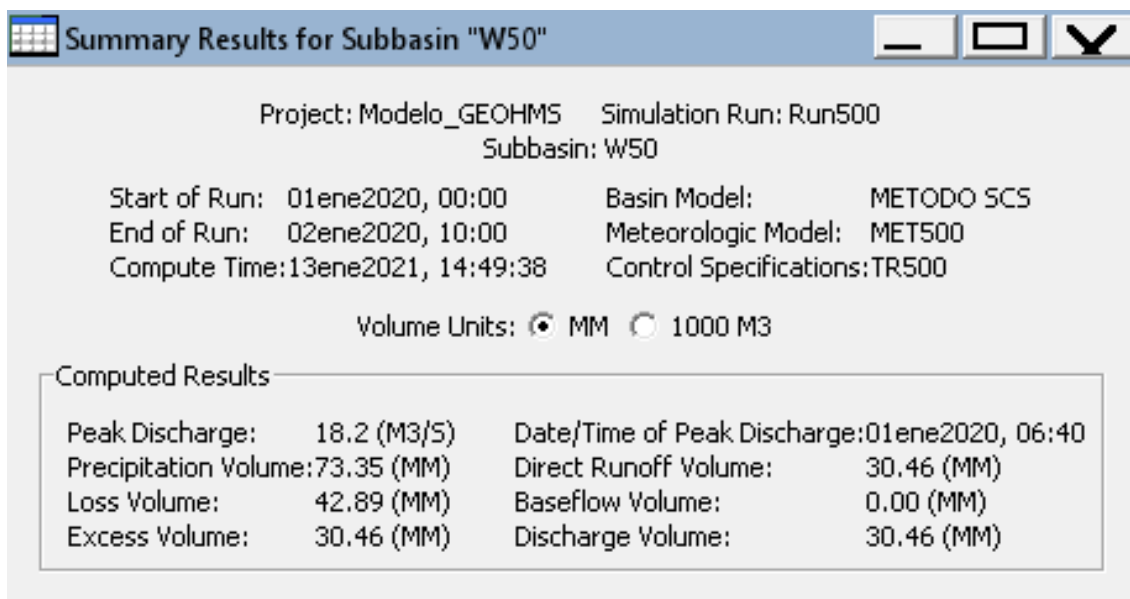 Summary Results for Subbasin "W50"
Project: Modelo_GEOHMS Simulation Run: Run500
Subbasin: W50
Start of Run: 01ene2020, 00:00 Basin Model: METODO SCS
End of Run: 02ene2020, 10:00 Meteorologic Model: MET500
Compute Time:13ene2021, 14:49:38 Control Specifications:TR500
Volume Units: MM 1000 M3
Computed Results
Peak Discharge: 18.2 (M3/S) Date/Time of Peak Discharge:01ene2020, 06:40
Precipitation Volume:73.35 (MM) Direct Runoff Volume: 30.46 (MM)
Loss Volume: 42.89 (MM) Baseflow Volume: 0.00 (MM)
Excess Volume: 30.46 (MM) Discharge Volume: 30.46 (MM)